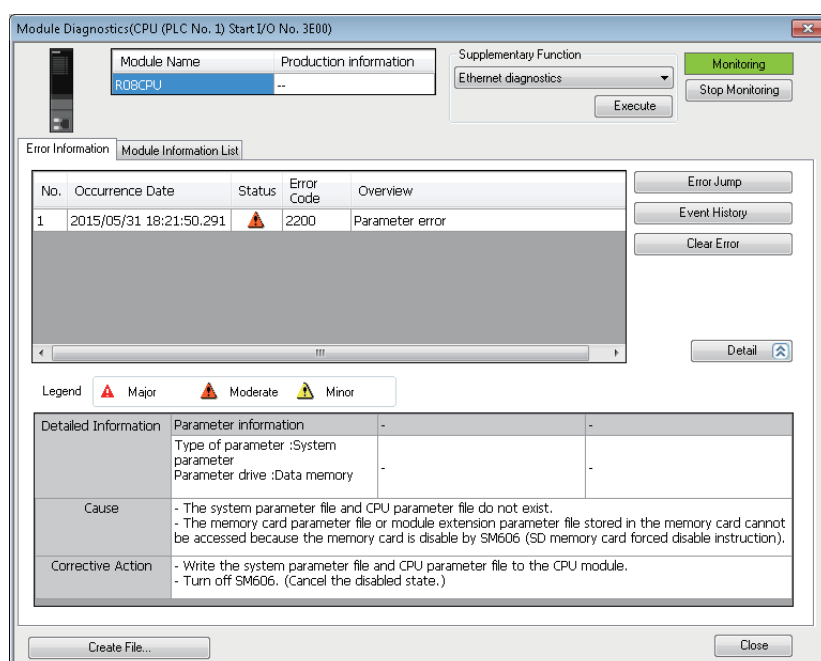 Module Diagnostics(CPU (PLC No. 1) Start I/O No. 3E00)
Module Name Production information
R08CPU --
Supplementary Function
Ethernet diagnostics
Execute
Monitoring
Stop Monitoring
Error Information Module Information List
No. Occurrence Date Status Error Code Overview
1 2015/05/31 18:21:50.291 2200 Parameter error
Error Jump
Event History
Clear Error
Detail
Legend Major Moderate Minor
Detailed Information Parameter information - -
Type of parameter :System
parameter
Parameter drive :Data memory - -
Cause - The system parameter file and CPU parameter file do not exist.
- The memory card parameter file or module extension parameter file stored in the memory card cannot
be accessed because the memory card is disable by SM606 (SD memory card forced disable instruction).
Corrective Action - Write the system parameter file and CPU parameter file to the CPU module.
- Turn off SM606. (Cancel the disabled state.)
Create File...
Close